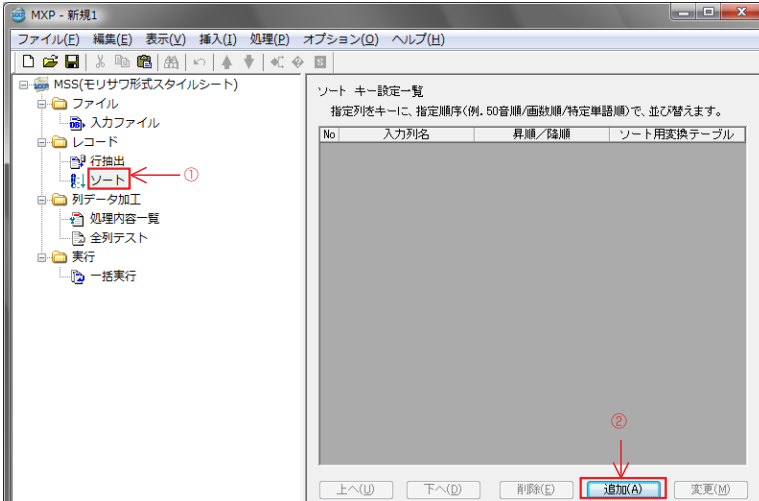 MXP - 新規1
ファイル(F) 編集(E) 表示(V) 挿入(I) 処理(P) オプション(O) ヘルプ(H)
MSS(モリサワ形式スタイルシート)
ファイル
入力ファイル
レコード
行抽出
ソート ①
列データ加工
処理内容一覧
全列テスト
実行
一括実行
ソート キー設定一覧
指定列をキーに、指定順序(例. 50音順/画数順/特定単語順)で、並び替えます。
No 入力列名 昇順/降順 ソート用変換テーブル
②
上へ(U) 下へ(D) 削除(E) 追加(A) 変更(M)